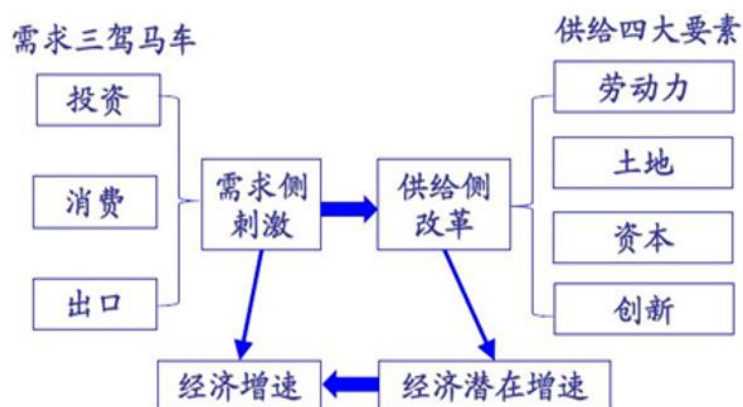 需求三驾马车
供给四大要素
投资
消费
出口
需求侧
刺激
供给侧
改革
劳动力
土地
资本
创新
经济增速
经济潜在增速